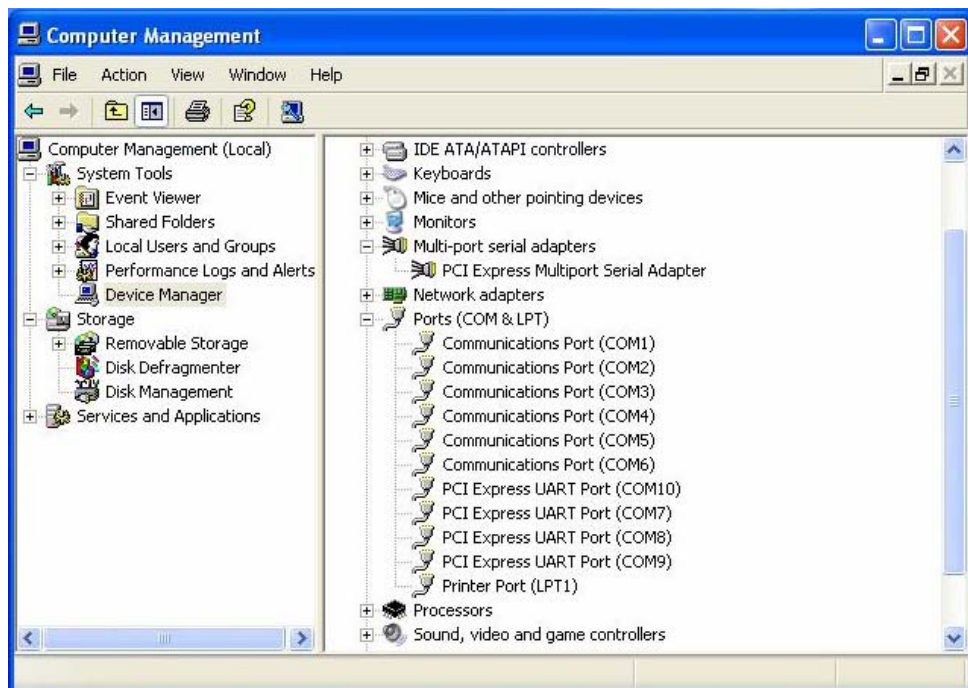 Computer Management
File Action View Window Help
Computer Management (Local)
System Tools
Event Viewer
Shared Folders
Local Users and Groups
Performance Logs and Alerts
Device Manager
Storage
Removable Storage
Disk Defragmenter
Disk Management
Services and Applications
IDE ATA/ATAPI controllers
Keyboards
Mice and other pointing devices
Monitors
Multi-port serial adapters
PCI Express Multiport Serial Adapter
Network adapters
Ports (COM & LPT)
Communications Port (COM1)
Communications Port (COM2)
Communications Port (COM3)
Communications Port (COM4)
Communications Port (COM5)
Communications Port (COM6)
PCI Express UART Port (COM10)
PCI Express UART Port (COM7)
PCI Express UART Port (COM8)
PCI Express UART Port (COM9)
Printer Port (LPT1)
Processors
Sound, video and game controllers